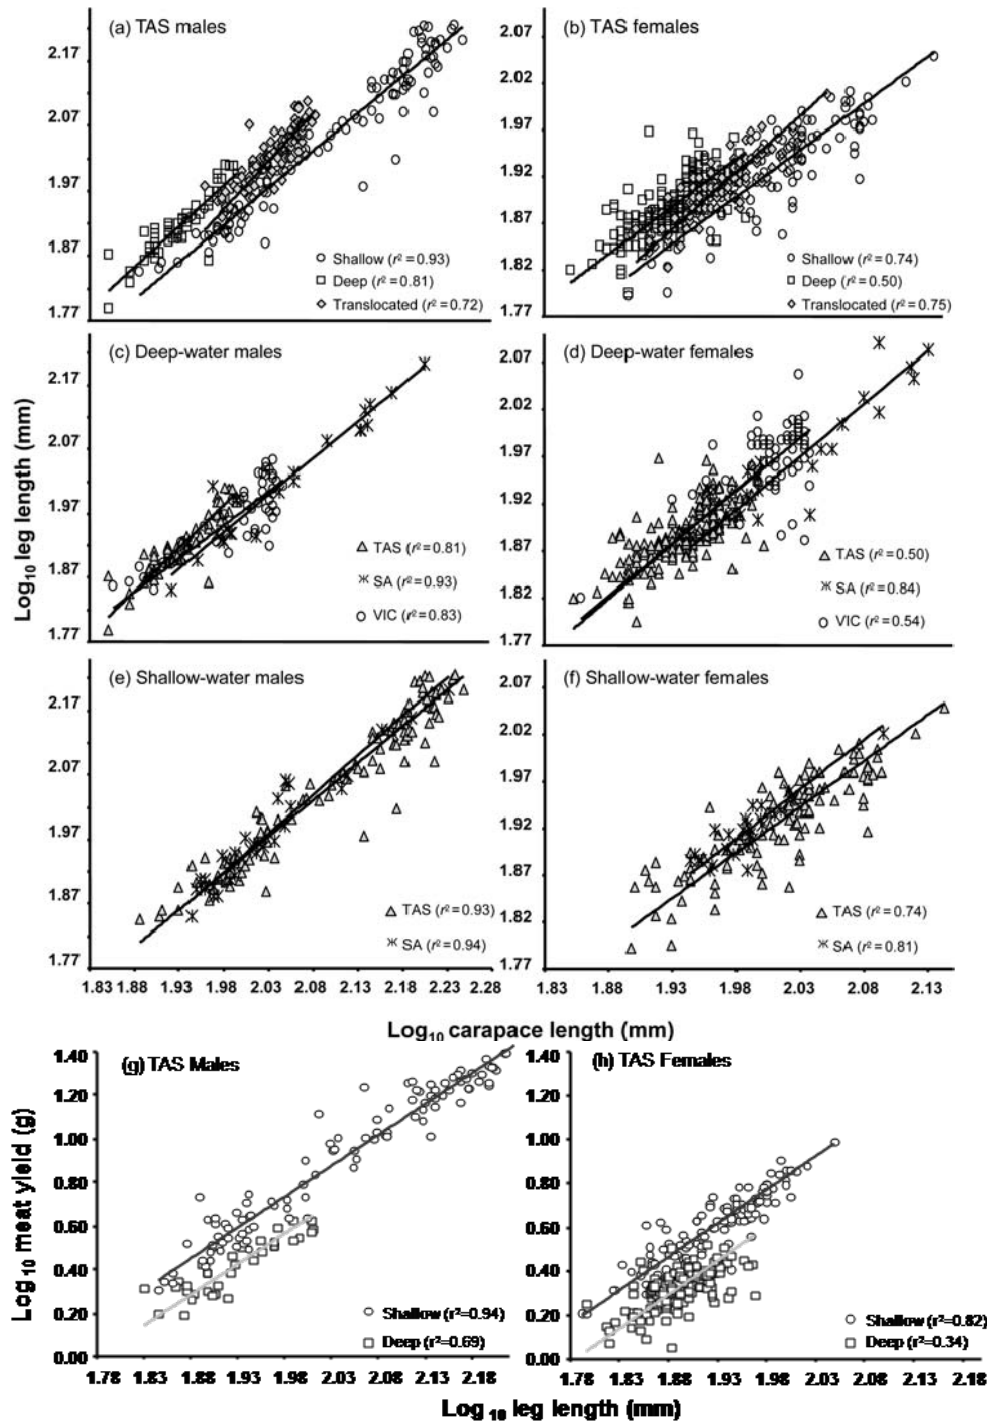 (a) TAS males
2.17
2.07
1.97
1.87
1.77
Shallow (r² = 0.93)
Deep (r² = 0.81)
Translocated (r² = 0.72)
(b) TAS females
2.07
2.02
1.97
1.92
1.87
1.82
1.77
Shallow (r² = 0.74)
Deep (r² = 0.50)
Translocated (r² = 0.75)
Log10 leg length (mm)
(c) Deep-water males
2.17
2.07
1.97
1.87
1.77
TAS (r² = 0.81)
SA (r² = 0.93)
VIC (r² = 0.83)
(d) Deep-water females
2.07
2.02
1.97
1.92
1.87
1.82
1.77
TAS (r² = 0.50)
SA (r² = 0.84)
VIC (r² = 0.54)
(e) Shallow-water males
2.17
2.07
1.97
1.87
1.77
TAS (r² = 0.93)
SA (r² = 0.94)
1.83 1.88 1.93 1.98 2.03 2.08 2.13 2.18 2.23 2.28
(f) Shallow-water females
2.07
2.02
1.97
1.92
1.87
1.82
1.77
TAS (r² = 0.74)
SA (r² = 0.81)
1.83 1.88 1.93 1.98 2.03 2.08 2.13
Log10 carapace length (mm)
Log10 meat yield (g)
(g) TAS Males
1.40
1.20
1.00
0.80
0.60
0.40
0.20
0.00
Shallow (r²=0.94)
Deep (r²=0.69)
1.78 1.83 1.88 1.93 1.98 2.03 2.08 2.13 2.18
(h) TAS Females
1.40
1.20
1.00
0.80
0.60
0.40
0.20
0.00
Shallow (r²=0.82)
Deep (r²=0.34)
1.78 1.83 1.88 1.93 1.98 2.03 2.08 2.13 2.18
Log10 leg length (mm)